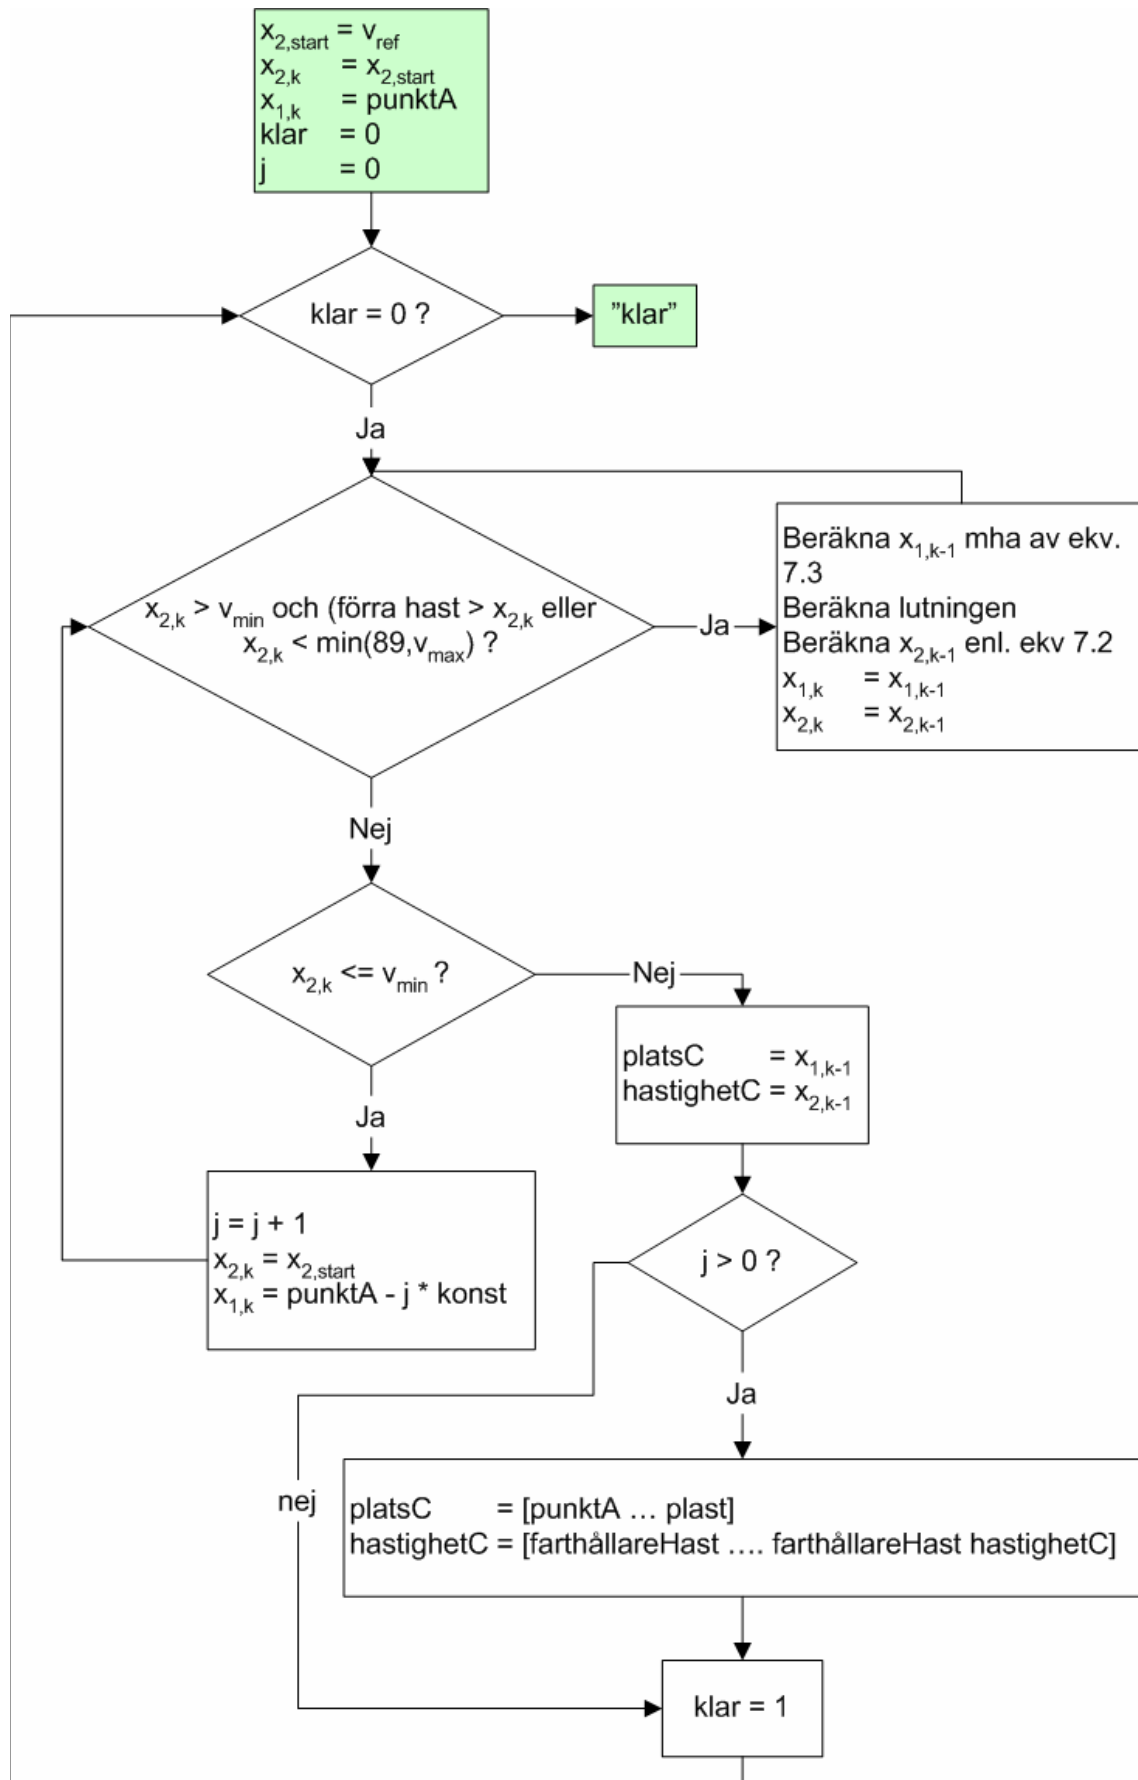 x2,start = vref
x2,k = x2,start
x1,k = punktA
klar = 0
j = 0
klar = 0 ?
”klar”
Ja
x2,k > vmin och (förra hast > x2,k eller
x2,k < min(89,vmax) ?
Ja
Beräkna x1,k-1 mha av ekv.
7.3
Beräkna lutningen
Beräkna x2,k-1 enl. ekv 7.2
x1,k = x1,k-1
x2,k = x2,k-1
Nej
x2,k <= vmin ?
Nej
platsC = x1,k-1
hastighetC = x2,k-1
Ja
j = j + 1
x2,k = x2,start
x1,k = punktA - j * konst
j > 0 ?
Ja
nej
platsC = [punktA … plast]
hastighetC = [farthållareHast …. farthållareHast hastighetC]
klar = 1